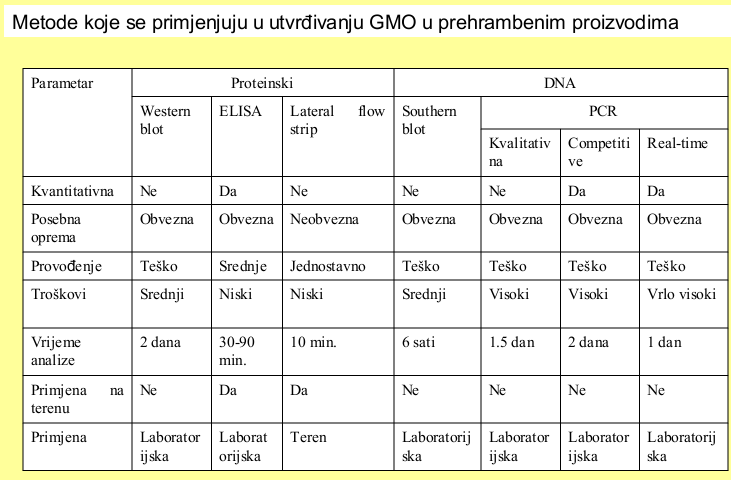 Metode koje se primjenjuju u utvrđivanju GMO u prehrambenim proizvodima
Parametar Proteinski DNA
Western blot ELISA Lateral flow strip Southern blot PCR
Kvalitativna Competitive Real-time
Kvantitativna Ne Da Ne Ne Ne Da Da
Posebna oprema Obvezna Obvezna Neobvezna Obvezna Obvezna Obvezna Obvezna
Provođenje Teško Srednje Jednostavno Teško Teško Teško Teško
Troškovi Srednji Niski Niski Srednji Visoki Visoki Vrlo visoki
Vrijeme analize 2 dana 30-90 min. 10 min. 6 sati 1.5 dan 2 dana 1 dan
Primjena na terenu Ne Da Da Ne Ne Ne Ne
Primjena Laboratorijska Laboratorijska Teren Laboratorijska Laboratorijska Laboratorijska Laboratorijska